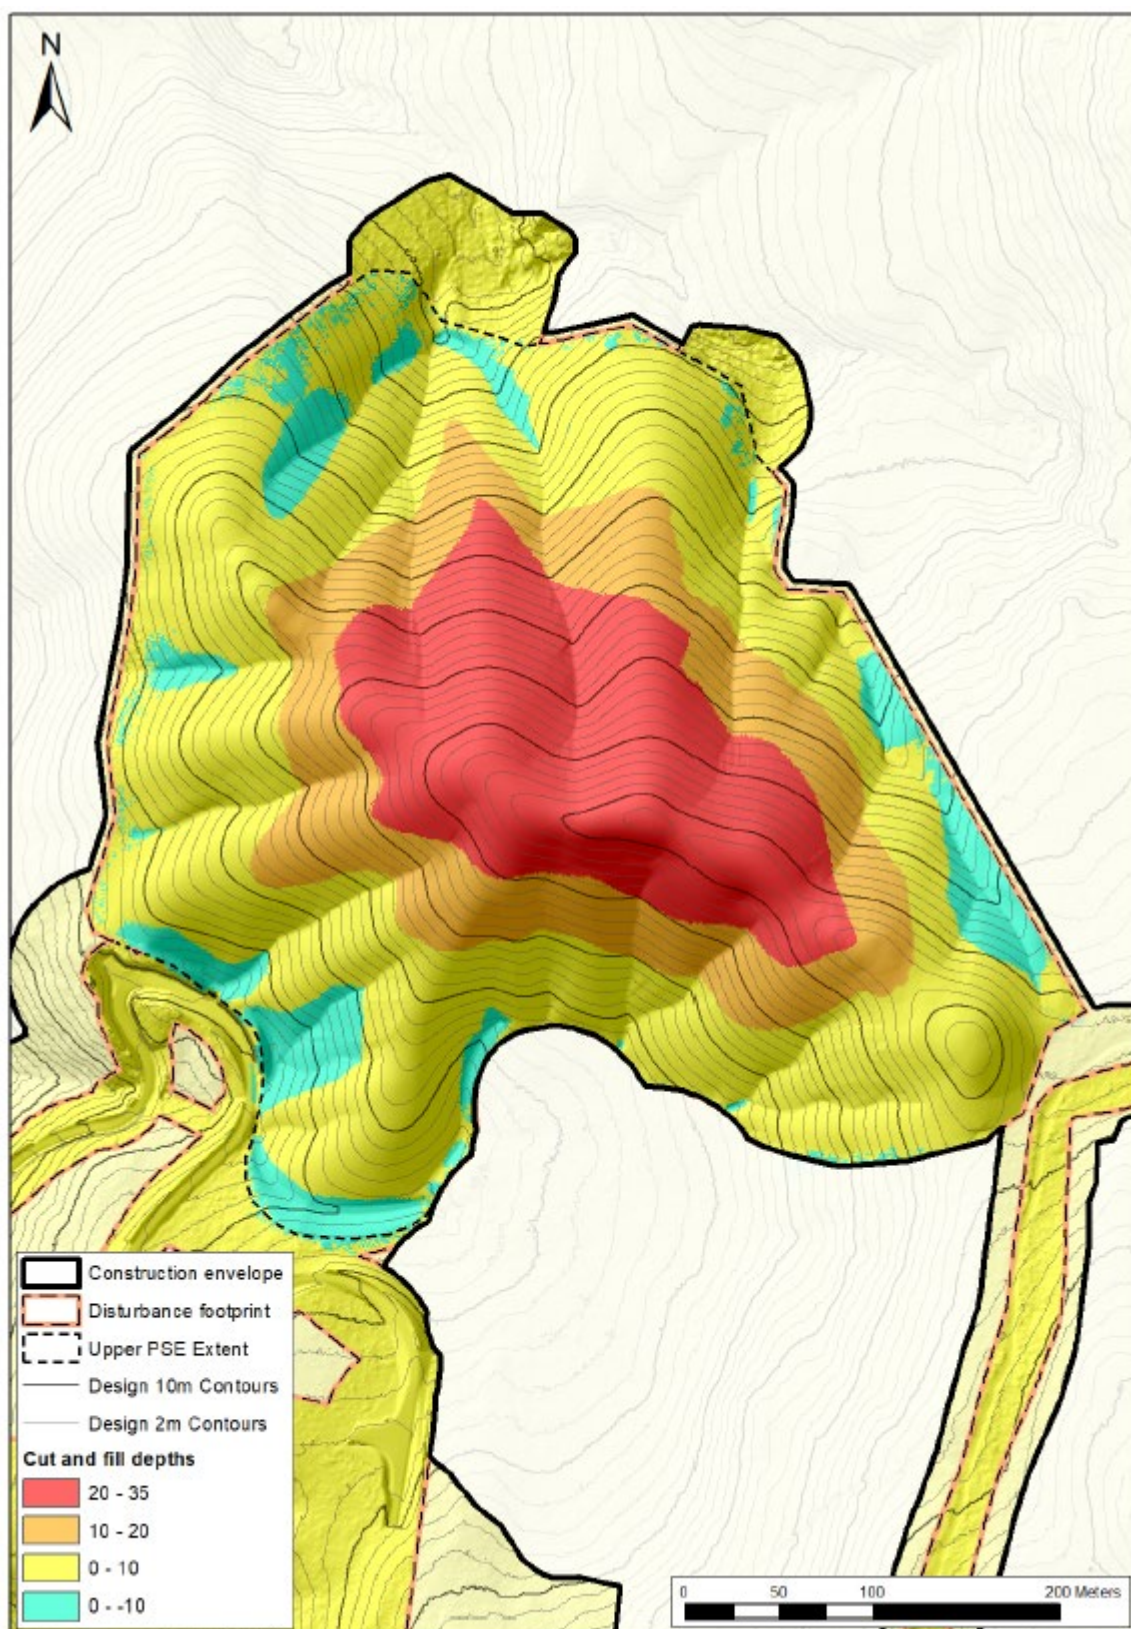 N
Construction envelope
Disturbance footprint
Upper PSE Extent
Design 10m Contours
Design 2m Contours
Cut and fill depths
20 - 35
10 - 20
0 - 10
0 - -10
0 50 100 200 Meters